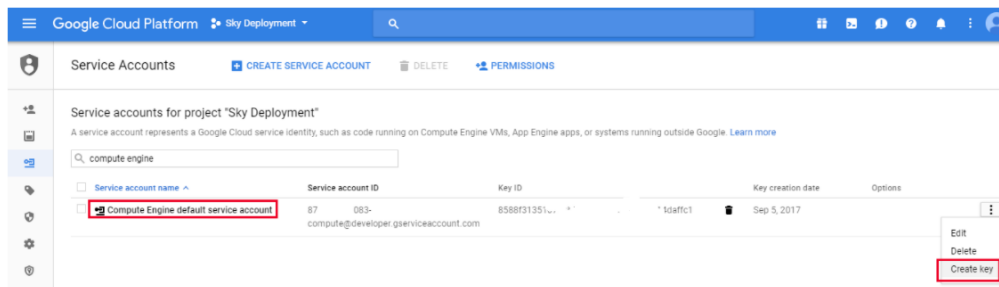 Google Cloud Platform Sky Deployment
Service Accounts CREATE SERVICE ACCOUNT DELETE PERMISSIONS
Service accounts for project "Sky Deployment"
A service account represents a Google Cloud service identity, such as code running on Compute Engine VMs, App Engine apps, or systems running outside Google. Learn more
compute engine
Service account name Service account ID Key ID Key creation date Options
Compute Engine default service account 87 083- Sep 5, 2017
compute@developer.gserviceaccount.com
Edit
Delete
Create key